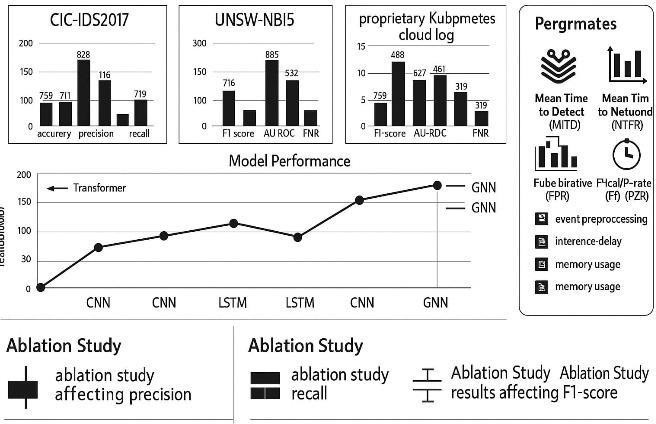 CIC-IDS2017
200
150
100
0
759
711
828
116
719
accurery precision recall
UNSW-NBI5
300
150
100
0
716
885
532
F1 score AU ROC FNR
proprietary Kubpmetes
cloud log
15
10
5
0
759
488
627
461
319
319
FI-score AU-RDC FNR
Model Performance
200
150
100
30
0
Transformer
GNN
GNN
CNN CNN LSTM LSTM CNN GNN
Pergrmates
Mean Time
to Detect
(MITD)
Mean Tim
to Netuond
(NTFR)
Fube birative
(FPR)
(Ff) (PZR)
event preproccessing
interence-delay
memory usage
memory usage
Ablation Study
ablation study
affecting precision
Ablation Study
ablation study
recall
Ablation Study Ablation Study
results affecting F1-score